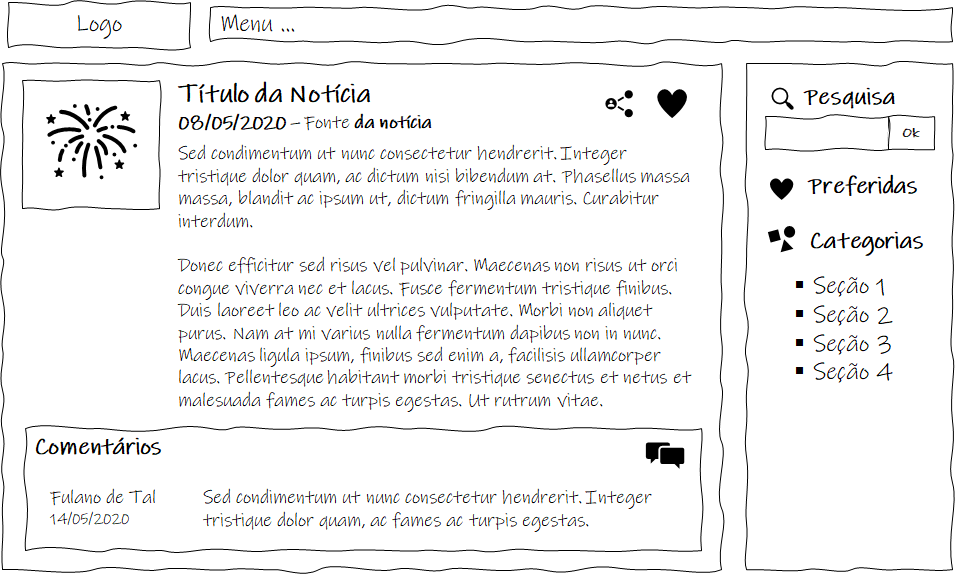 Logo
Menu ...
Título da Notícia
08/05/2020 – Fonte da notícia
Sed condimentum ut nunc consectetur hendrerit. Integer
tristique dolor quam, ac dictum nisi bibendum at. Phasellus massa
massa, blandit ac ipsum ut, dictum fringilla mauris. Curabitur
interdum.
Donec efficitur sed risus vel pulvinar. Maecenas non risus ut orci
congue viverra nec et lacus. Fusce fermentum tristique finibus.
Duis laoreet leo ac velit ultrices vulputate. Morbi non aliquet
purus. Nam at mi varius nulla fermentum dapibus non in nunc.
Maecenas ligula ipsum, finibus sed enim a, facilisis ullamcorper
lacus. Pellentesque habitant morbi tristique senectus et netus et
malesuada fames ac turpis egestas. Ut rutrum vitae.
Comentários
Fulano de Tal
14/05/2020
Sed condimentum ut nunc consectetur hendrerit. Integer
tristique dolor quam, ac fames ac turpis egestas.
Pesquisa
Ok
Preferidas
Categorias
Seção 1
Seção 2
Seção 3
Seção 4